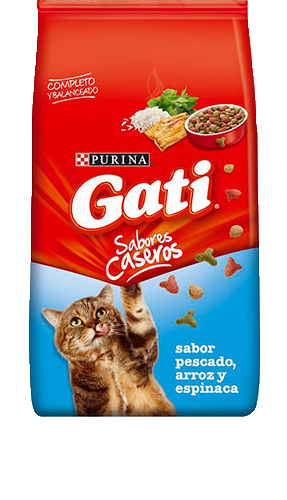 COMPLETO
Y BALANCEADO
PURINA
Gati®
Sabores
Caseros
sabor
pescado,
arroz y
espinaca